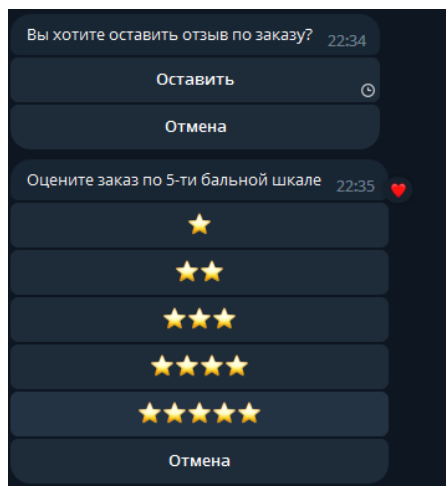 Вы хотите оставить отзыв по заказу? 22:34
Оставить
Отмена
Оцените заказ по 5-ти бальной шкале 22:35 ❤️
⭐
⭐⭐
⭐⭐⭐
⭐⭐⭐⭐
⭐⭐⭐⭐⭐
Отмена